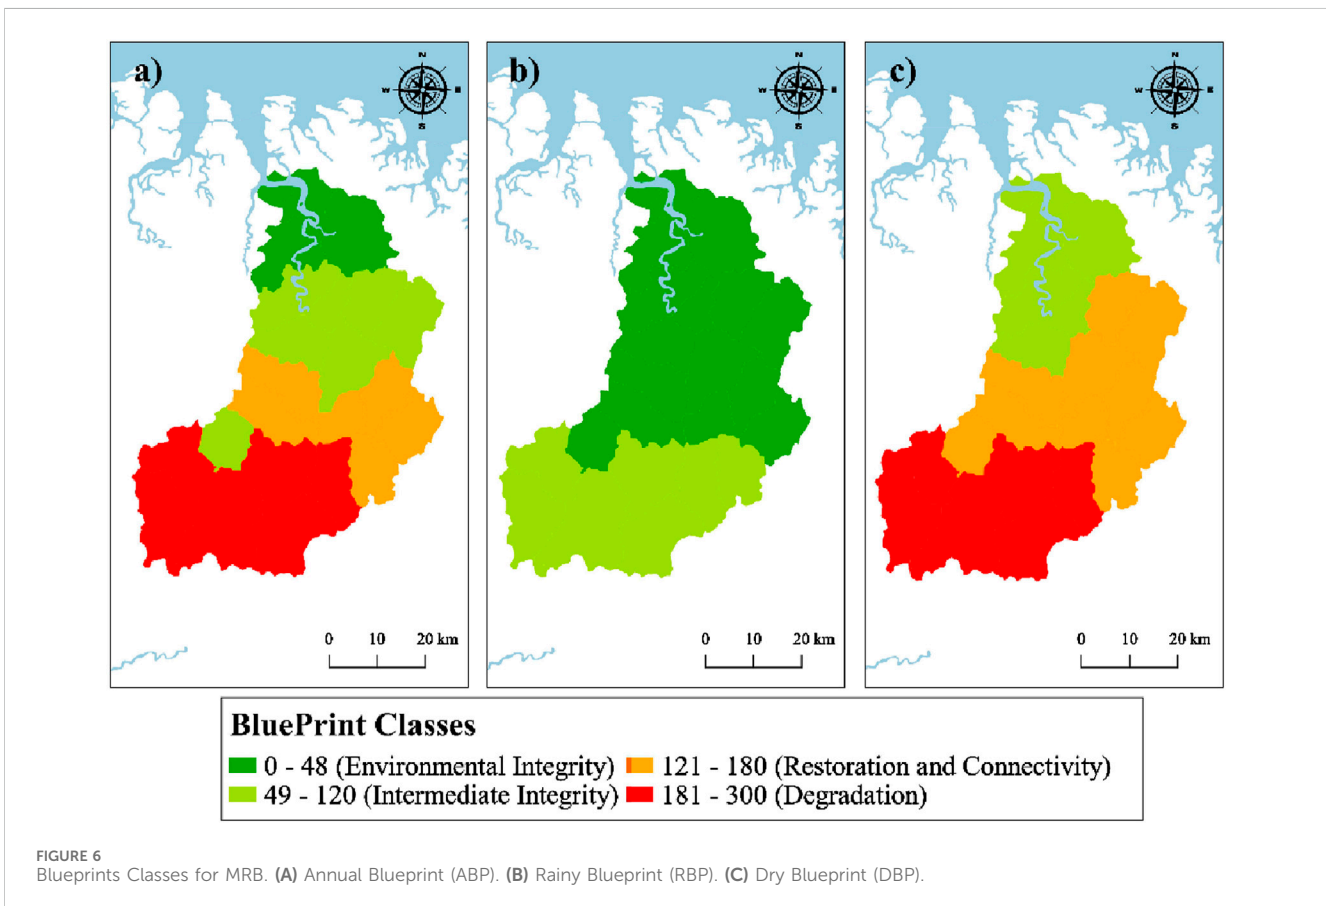 a)
N
W
E
S
0 10 20 km
b)
N
W
E
S
0 10 20 km
c)
N
W
E
S
0 10 20 km
BluePrint Classes
0 - 48 (Environmental Integrity)
121 - 180 (Restoration and Connectivity)
49 - 120 (Intermediate Integrity)
181 - 300 (Degradation)
FIGURE 6
Blueprints Classes for MRB. (A) Annual Blueprint (ABP). (B) Rainy Blueprint (RBP). (C) Dry Blueprint (DBP).